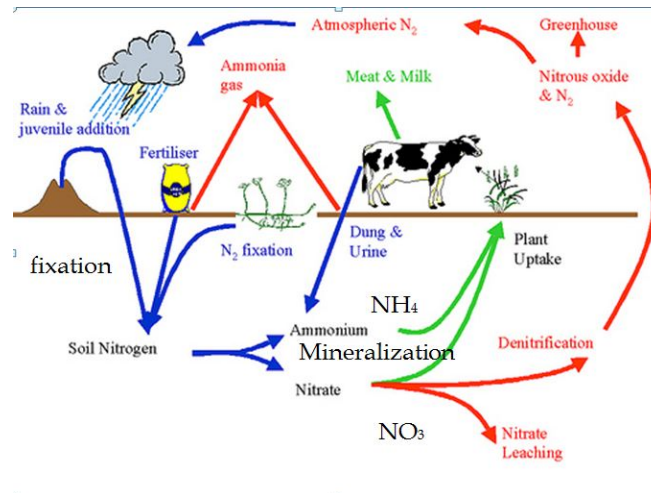 Atmospheric N₂
Greenhouse
Ammonia
gas
Meat & Milk
Nitrous oxide
& N₂
Rain &
juvenile addition
Fertiliser
fixation
N₂ fixation
Dung &
Urine
Plant
Uptake
NH₄
Soil Nitrogen
Ammonium
Mineralization
Denitrification
Nitrate
NO₃
Nitrate
Leaching